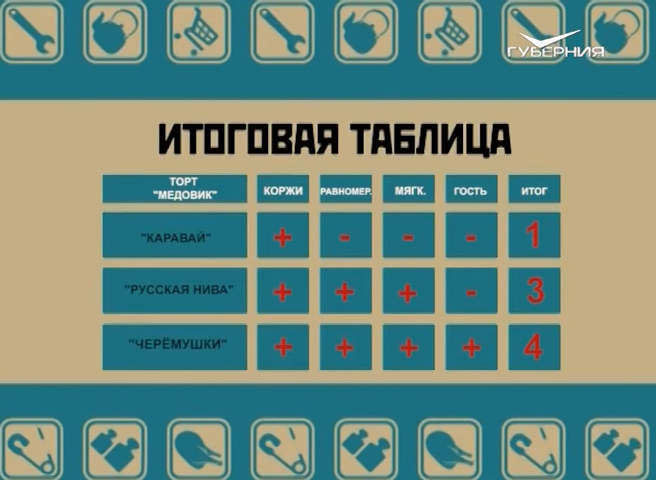 ГУБЕРНИЯ
ИТОГОВАЯ ТАБЛИЦА
ТОРТ "МЕДОВИК" КОРЖИ РАВНОМЕР. МЯГК. ГОСТЬ ИТОГ
"КАРАВАЙ" + - - - 1
"РУССКАЯ НИВА" + + + - 3
"ЧЕРЁМУШКИ" + + + + 4